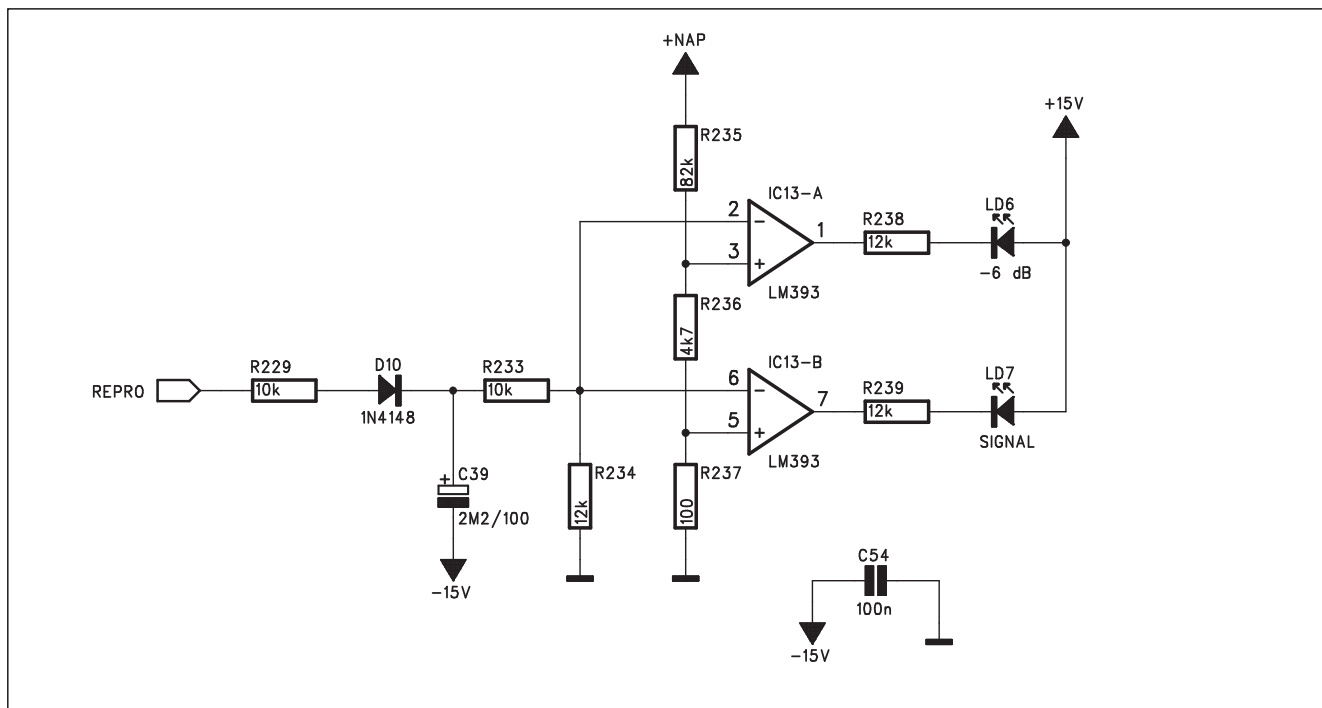 +NAP
+15V
R235
82k
IC13-A
2
−
1
3
+
LM393
R238
12k
LD6
-6 dB
R236
4k7
IC13-B
6
−
7
5
+
LM393
R239
12k
LD7
SIGNAL
REPRO
R229
10k
D10
1N4148
R233
10k
+
C39
2M2/100
-15V
R234
12k
R237
100
C54
100n
-15V